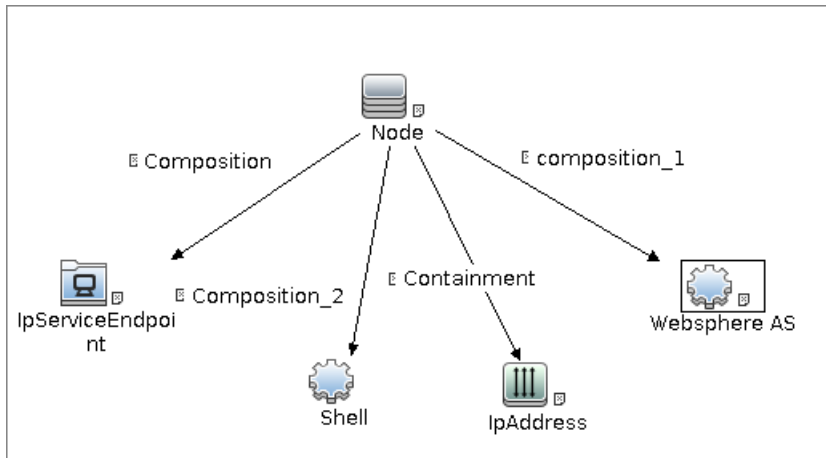 Node
Composition
composition_1
Composition_2
Containment
IpServiceEndpoi
nt
Websphere AS
Shell
IpAddress